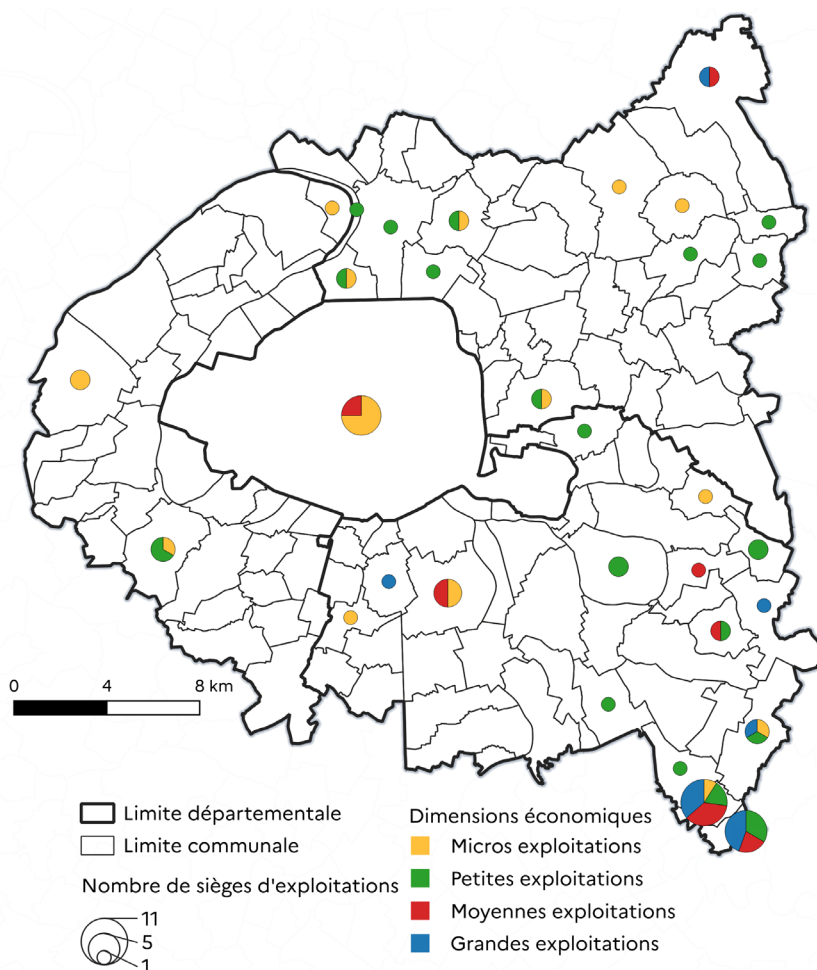 0 4 8 km
Limite départementale
Limite communale
Nombre de sièges d'exploitations
11
5
1
Dimensions économiques
Micros exploitations
Petites exploitations
Moyennes exploitations
Grandes exploitations